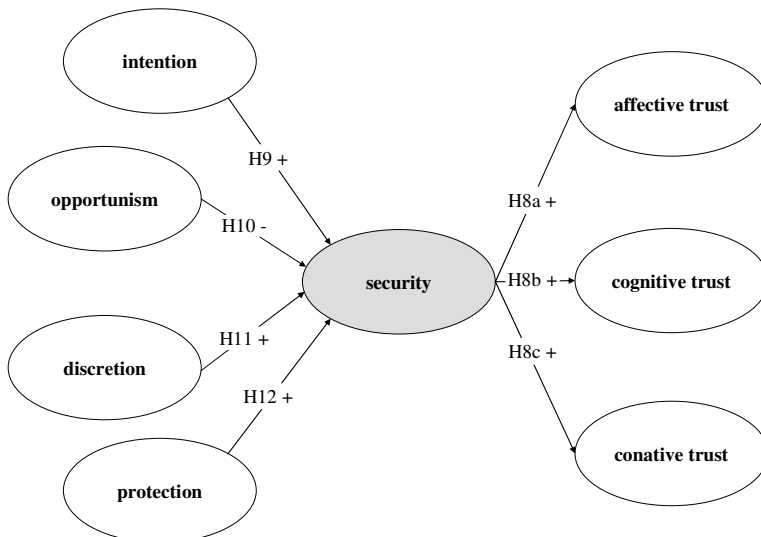 intention
affective trust
H9 +
opportunism
H8a +
H10 -
security
H8b +
cognitive trust
H11 +
H8c +
discretion
H12 +
conative trust
protection